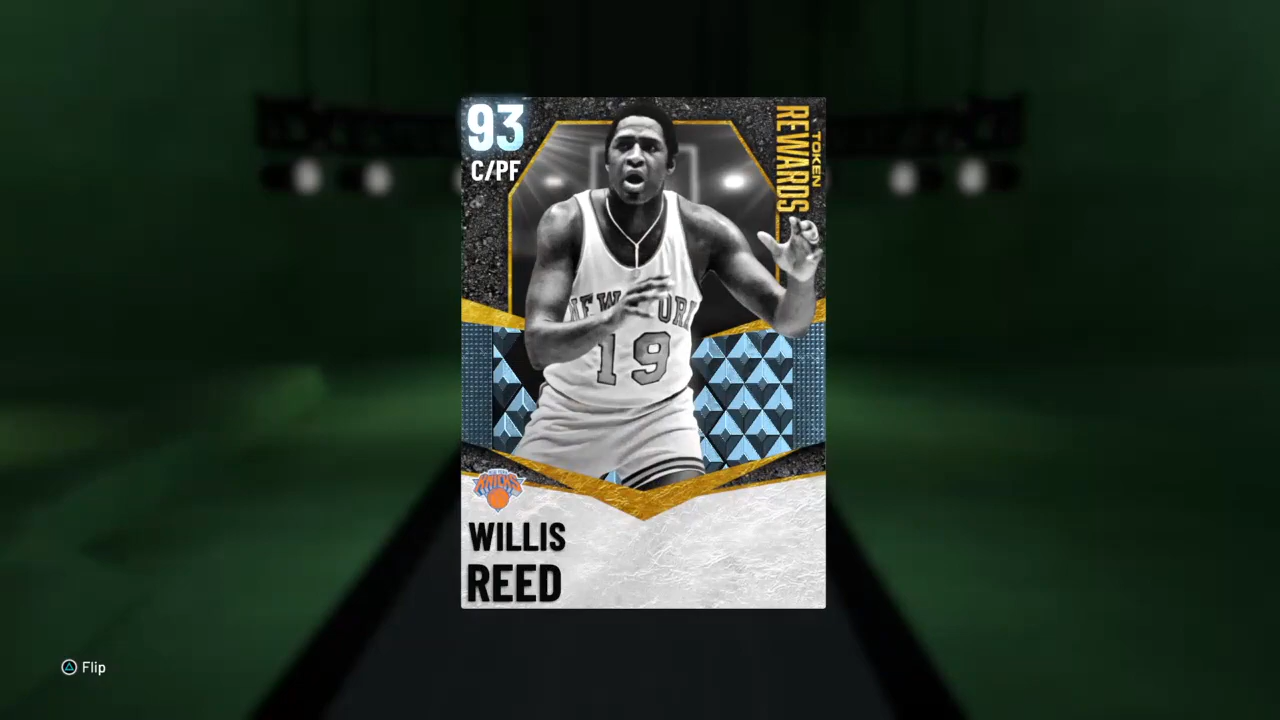 93
C/PF
TOKEN
REWARDS
NEW YORK
19
KNICKS
WILLIS
REED
Flip